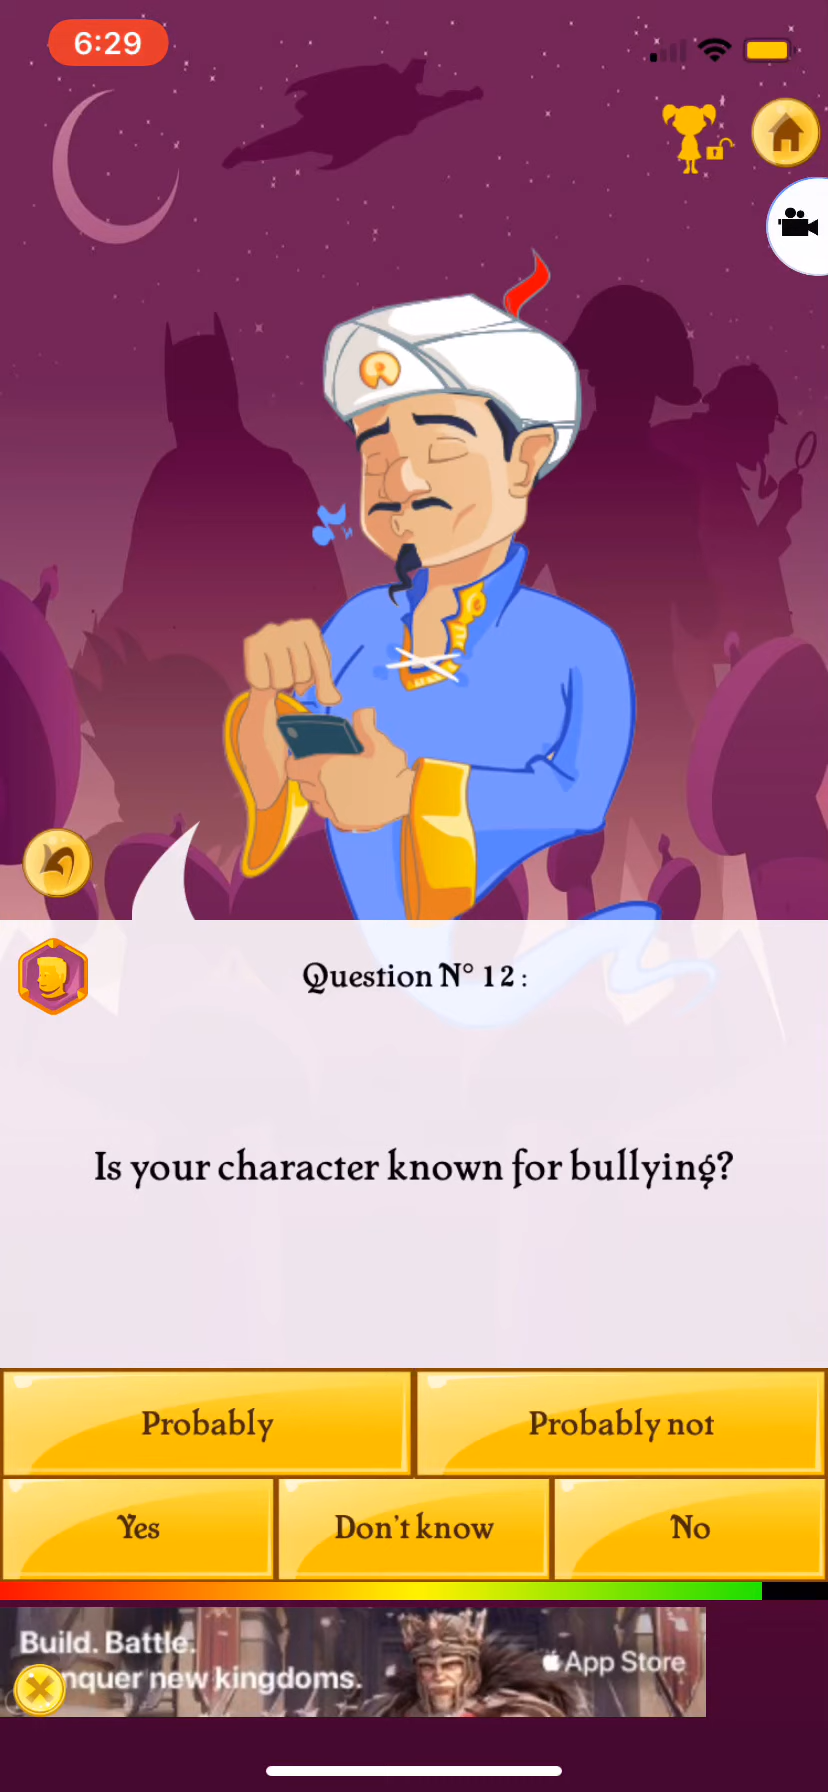 6:29
Question N° 12 :
Is your character known for bullying?
Probably
Probably not
Yes
Don't know
No
Build. Battle.
nquer new kingdoms.
App Store